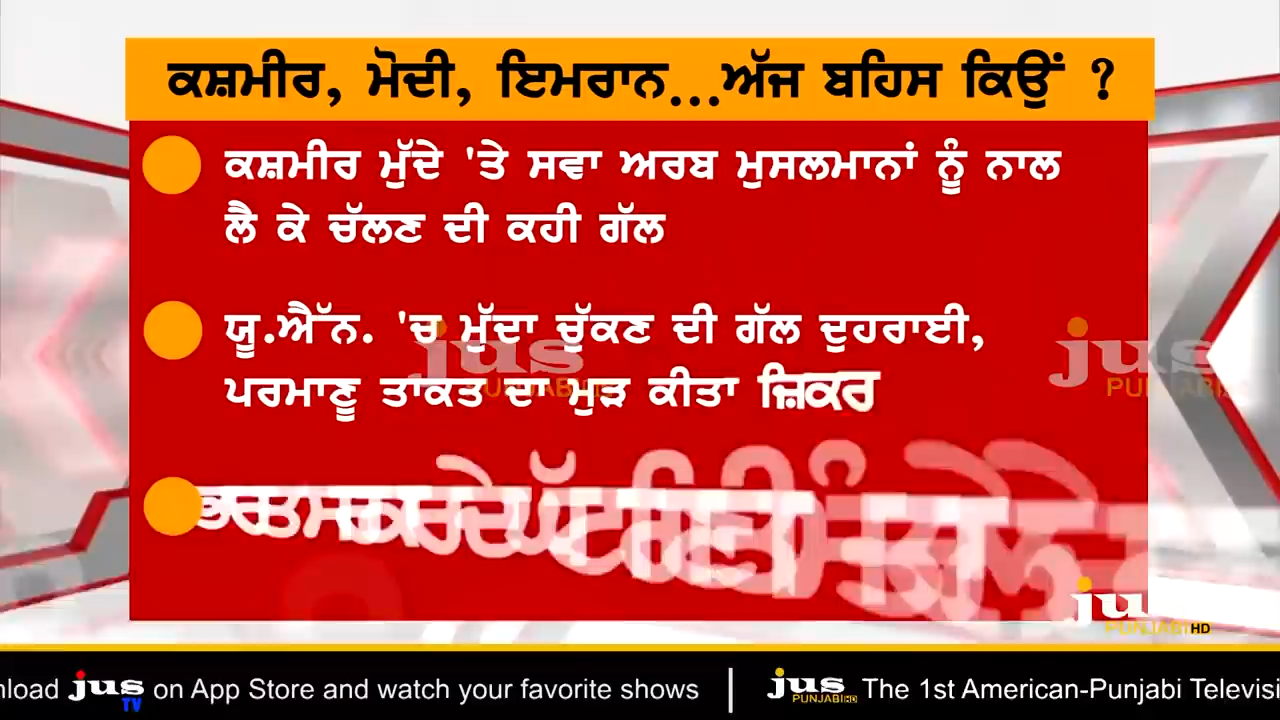 ਕਸ਼ਮੀਰ, ਮੋਦੀ, ਇਮਰਾਨ...ਅੱਜ ਬਹਿਸ ਕਿਉਂ ?
ਕਸ਼ਮੀਰ ਮੁੱਦੇ 'ਤੇ ਸਵਾ ਅਰਬ ਮੁਸਲਮਾਨਾਂ ਨੂੰ ਨਾਲ
ਲੈ ਕੇ ਚੱਲਣ ਦੀ ਕਹੀ ਗੱਲ
ਯੂ.ਐੱਨ. 'ਚ ਮੁੱਦਾ ਚੁੱਕਣ ਦੀ ਗੱਲ ਦੁਹਰਾਈ,
ਪਰਮਾਣੂ ਤਾਕਤ ਦਾ ਮੁੜ ਕੀਤਾ ਜ਼ਿਕਰ
jus PUNJABI
jus PUNJABI
jus PUNJABI HD
nload jus TV on App Store and watch your favorite shows | jus PUNJABI HD The 1st American-Punjabi Televisi